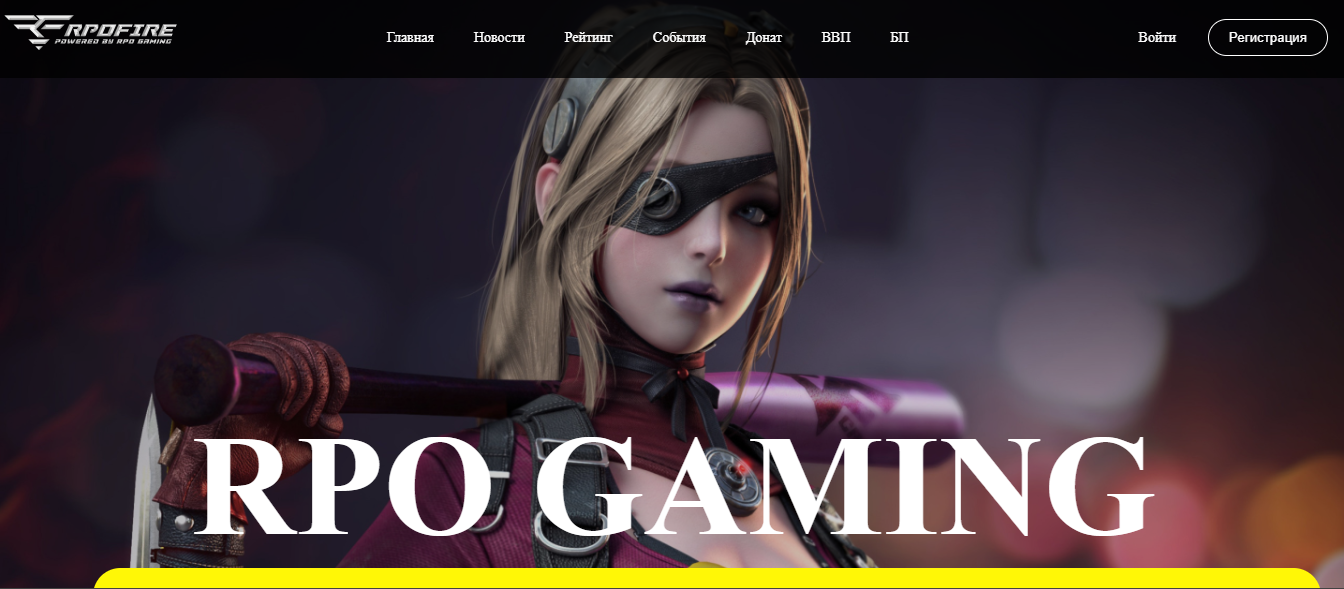 RPOFIRE
POWERED BY RPO GAMING
Главная Новости Рейтинг События Донат ВВП БП Войти Регистрация
RPO GAMING